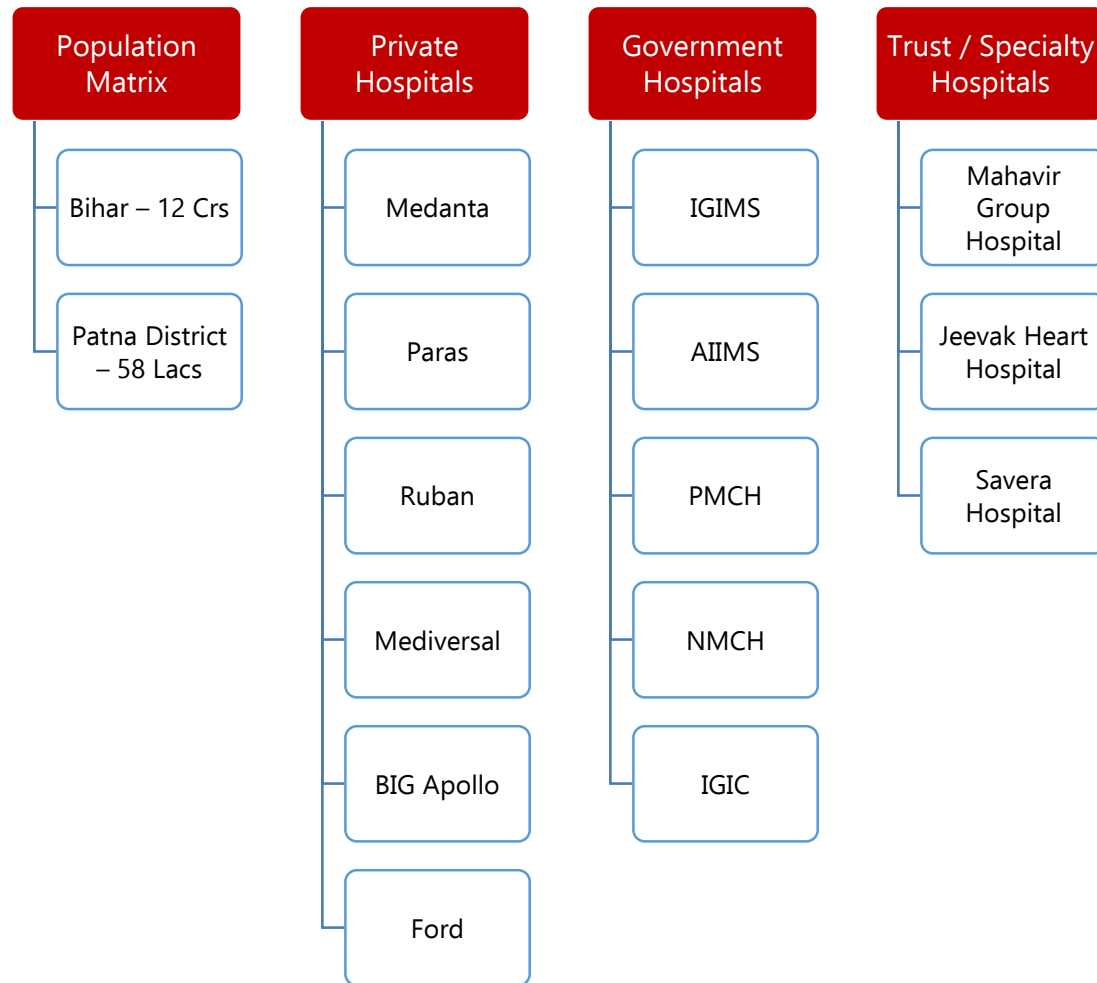 Population
Matrix
Bihar – 12 Crs
Patna District
– 58 Lacs
Private
Hospitals
Medanta
Paras
Ruban
Mediversal
BIG Apollo
Ford
Government
Hospitals
IGIMS
AIIMS
PMCH
NMCH
IGIC
Trust / Specialty
Hospitals
Mahavir
Group
Hospital
Jeevak Heart
Hospital
Savera
Hospital